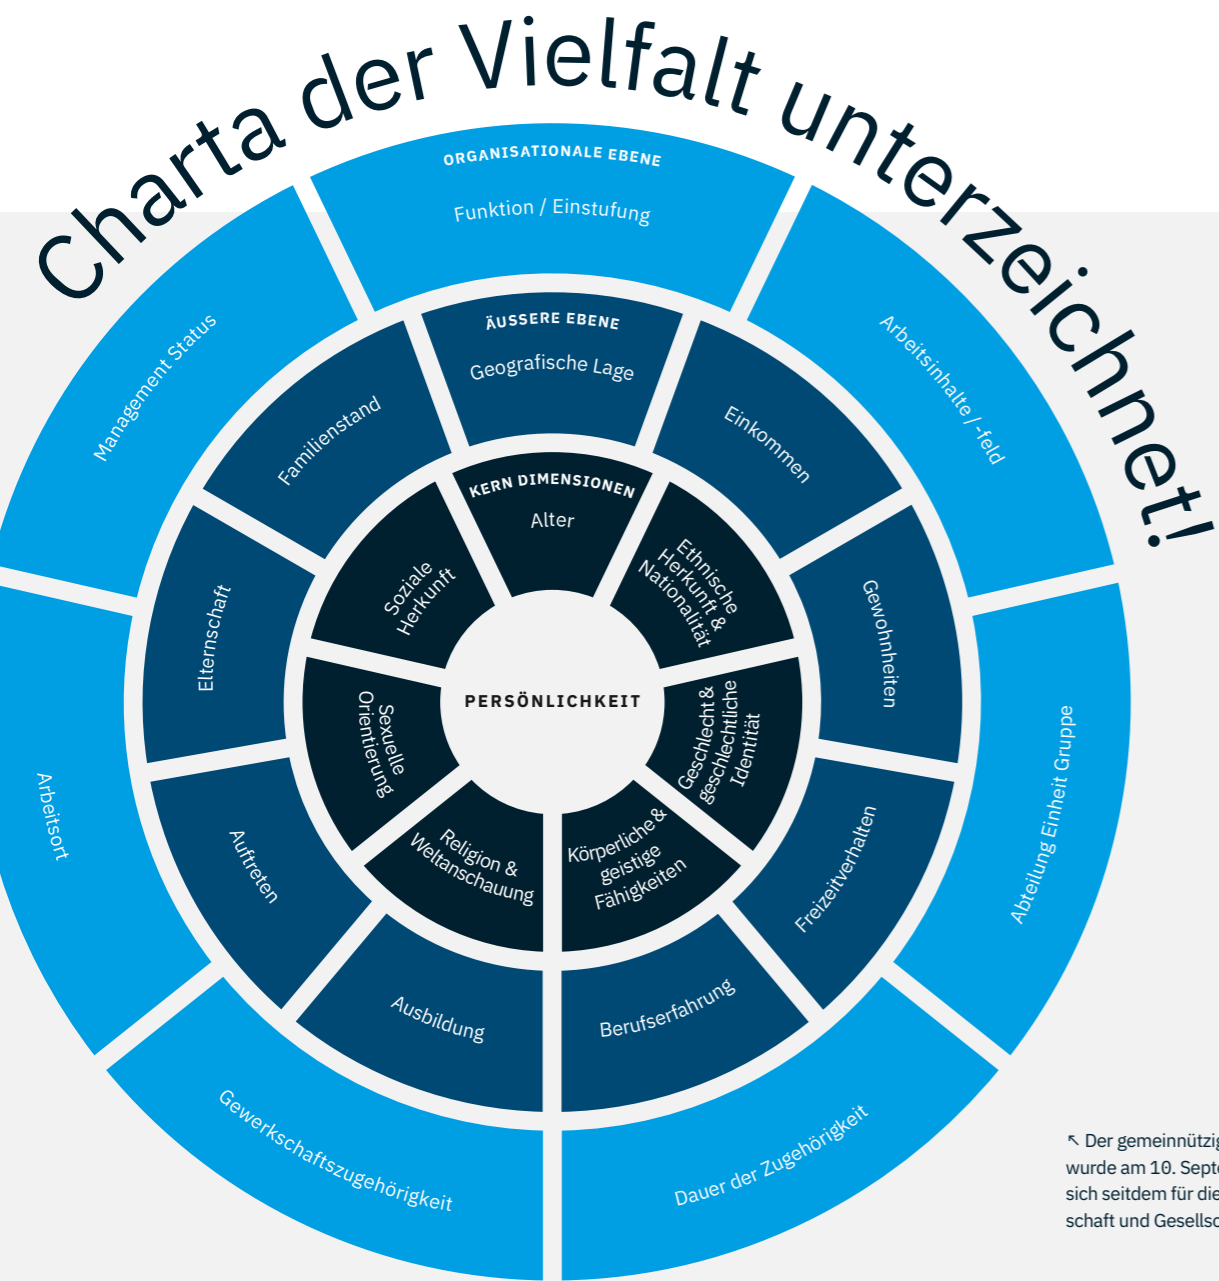 Charta der Vielfalt unterzeichnet!
ORGANISATIONALE EBENE
Funktion / Einstufung
Arbeitsinhalte / -feld
Abteilung Einheit Gruppe
Dauer der Zugehörigkeit
Gewerkschaftszugehörigkeit
Arbeitsort
Management Status
ÄUSSERE EBENE
Geografische Lage
Einkommen
Gewohnheiten
Freizeitverhalten
Berufserfahrung
Ausbildung
Auftreten
Elternschaft
Familienstand
KERN DIMENSIONEN
Alter
Ethnische
Herkunft &
Nationalität
Geschlecht &
geschlechtliche
Identität
Körperliche &
geistige
Fähigkeiten
Religion &
Weltanschauung
Sexuelle
Orientierung
Soziale
Herkunft
PERSÖNLICHKEIT
↖ Der gemeinnützig
wurde am 10. Septe
sich seitdem für die
schaft und Gesellsc